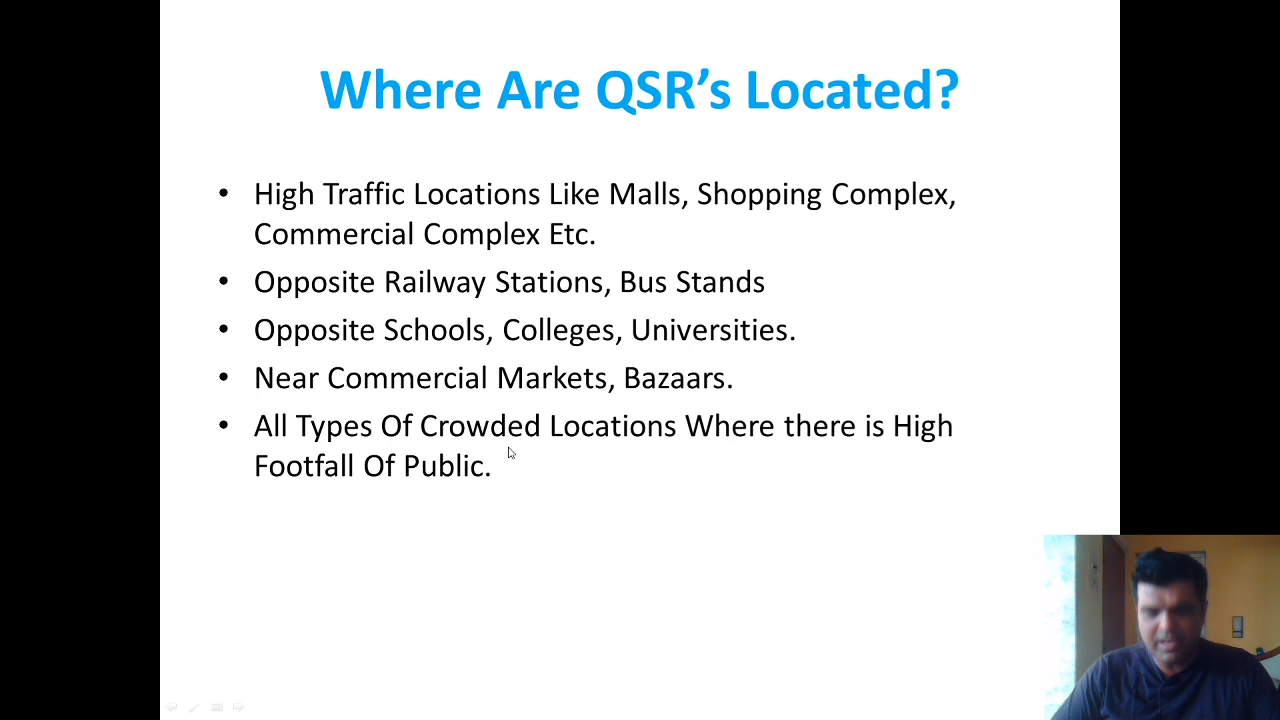 Where Are QSR’s Located?
• High Traffic Locations Like Malls, Shopping Complex,
Commercial Complex Etc.
• Opposite Railway Stations, Bus Stands
• Opposite Schools, Colleges, Universities.
• Near Commercial Markets, Bazaars.
• All Types Of Crowded Locations Where there is High
Footfall Of Public.